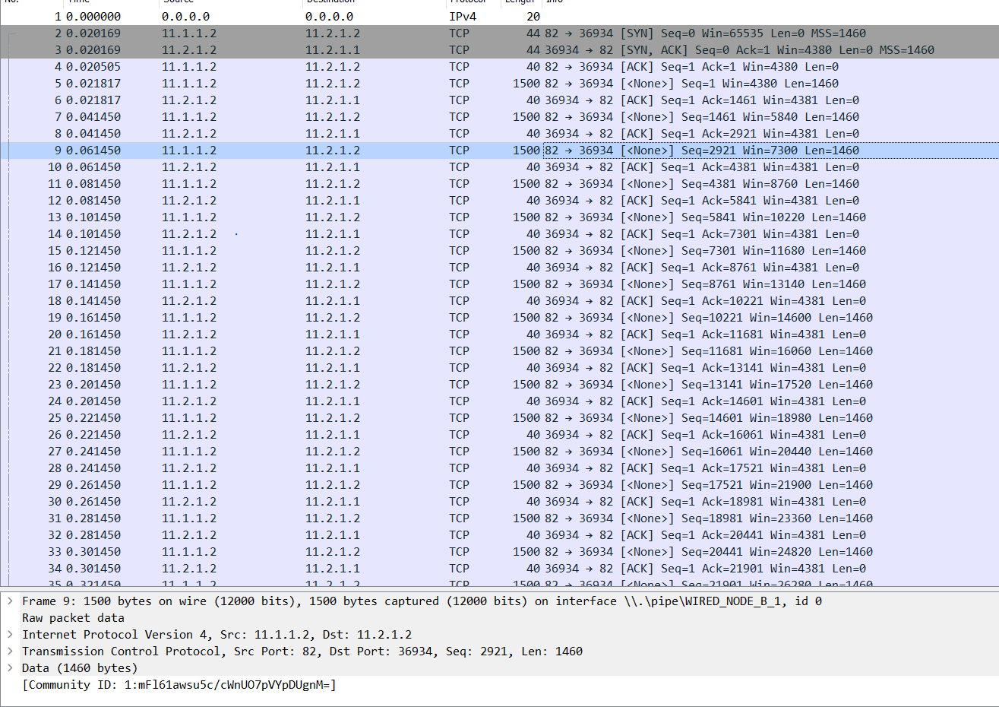 No. Time Source Destination Protocol Length Info
1 0.000000 0.0.0.0 0.0.0.0 IPv4 20
2 0.020169 11.1.1.2 11.2.1.2 TCP 44 82 → 36934 [SYN] Seq=0 Win=65535 Len=0 MSS=1460
3 0.020169 11.2.1.2 11.2.1.1 TCP 44 36934 → 82 [SYN, ACK] Seq=0 Ack=1 Win=4380 Len=0 MSS=1460
4 0.020505 11.1.1.2 11.2.1.2 TCP 40 82 → 36934 [ACK] Seq=1 Ack=1 Win=4380 Len=0
5 0.021817 11.1.1.2 11.2.1.2 TCP 1500 82 → 36934 [<None>] Seq=1 Win=4380 Len=1460
6 0.021817 11.2.1.2 11.2.1.1 TCP 40 36934 → 82 [ACK] Seq=1 Ack=1461 Win=4381 Len=0
7 0.041450 11.1.1.2 11.2.1.2 TCP 1500 82 → 36934 [<None>] Seq=1461 Win=5840 Len=1460
8 0.041450 11.2.1.2 11.2.1.1 TCP 40 36934 → 82 [ACK] Seq=1 Ack=2921 Win=4381 Len=0
9 0.061450 11.1.1.2 11.2.1.2 TCP 1500 82 → 36934 [<None>] Seq=2921 Win=7300 Len=1460
10 0.061450 11.2.1.2 11.2.1.1 TCP 40 36934 → 82 [ACK] Seq=1 Ack=4381 Win=4381 Len=0
11 0.081450 11.1.1.2 11.2.1.2 TCP 1500 82 → 36934 [<None>] Seq=4381 Win=8760 Len=1460
12 0.081450 11.2.1.2 11.2.1.1 TCP 40 36934 → 82 [ACK] Seq=1 Ack=5841 Win=4381 Len=0
13 0.101450 11.1.1.2 11.2.1.2 TCP 1500 82 → 36934 [<None>] Seq=5841 Win=10220 Len=1460
14 0.101450 11.2.1.2 11.2.1.1 TCP 40 36934 → 82 [ACK] Seq=1 Ack=7301 Win=4381 Len=0
15 0.121450 11.1.1.2 11.2.1.2 TCP 1500 82 → 36934 [<None>] Seq=7301 Win=11680 Len=1460
16 0.121450 11.2.1.2 11.2.1.1 TCP 40 36934 → 82 [ACK] Seq=1 Ack=8761 Win=4381 Len=0
17 0.141450 11.1.1.2 11.2.1.2 TCP 1500 82 → 36934 [<None>] Seq=8761 Win=13140 Len=1460
18 0.141450 11.2.1.2 11.2.1.1 TCP 40 36934 → 82 [ACK] Seq=1 Ack=10221 Win=4381 Len=0
19 0.161450 11.1.1.2 11.2.1.2 TCP 1500 82 → 36934 [<None>] Seq=10221 Win=14600 Len=1460
20 0.161450 11.2.1.2 11.2.1.1 TCP 40 36934 → 82 [ACK] Seq=1 Ack=11681 Win=4381 Len=0
21 0.181450 11.1.1.2 11.2.1.2 TCP 1500 82 → 36934 [<None>] Seq=11681 Win=16060 Len=1460
22 0.181450 11.2.1.2 11.2.1.1 TCP 40 36934 → 82 [ACK] Seq=1 Ack=13141 Win=4381 Len=0
23 0.201450 11.1.1.2 11.2.1.2 TCP 1500 82 → 36934 [<None>] Seq=13141 Win=17520 Len=1460
24 0.201450 11.2.1.2 11.2.1.1 TCP 40 36934 → 82 [ACK] Seq=1 Ack=14601 Win=4381 Len=0
25 0.221450 11.1.1.2 11.2.1.2 TCP 1500 82 → 36934 [<None>] Seq=14601 Win=18980 Len=1460
26 0.221450 11.2.1.2 11.2.1.1 TCP 40 36934 → 82 [ACK] Seq=1 Ack=16061 Win=4381 Len=0
27 0.241450 11.1.1.2 11.2.1.2 TCP 1500 82 → 36934 [<None>] Seq=16061 Win=20440 Len=1460
28 0.241450 11.2.1.2 11.2.1.1 TCP 40 36934 → 82 [ACK] Seq=1 Ack=17521 Win=4381 Len=0
29 0.261450 11.1.1.2 11.2.1.2 TCP 1500 82 → 36934 [<None>] Seq=17521 Win=21900 Len=1460
30 0.261450 11.2.1.2 11.2.1.1 TCP 40 36934 → 82 [ACK] Seq=1 Ack=18981 Win=4381 Len=0
31 0.281450 11.1.1.2 11.2.1.2 TCP 1500 82 → 36934 [<None>] Seq=18981 Win=23360 Len=1460
32 0.281450 11.2.1.2 11.2.1.1 TCP 40 36934 → 82 [ACK] Seq=1 Ack=20441 Win=4381 Len=0
33 0.301450 11.1.1.2 11.2.1.2 TCP 1500 82 → 36934 [<None>] Seq=20441 Win=24820 Len=1460
34 0.301450 11.2.1.2 11.2.1.1 TCP 40 36934 → 82 [ACK] Seq=1 Ack=21901 Win=4381 Len=0
35 0.321450 11.1.1.2 11.2.1.2 TCP 1500 82 → 36934 [<None>] Seq=21901 Win=26280 Len=1460
Frame 9: 1500 bytes on wire (12000 bits), 1500 bytes captured (12000 bits) on interface \\.\pipe\WIRED_NODE_B_1, id 0
Raw packet data
Internet Protocol Version 4, Src: 11.1.1.2, Dst: 11.2.1.2
Transmission Control Protocol, Src Port: 82, Dst Port: 36934, Seq: 2921, Len: 1460
Data (1460 bytes)
[Community ID: 1:mFl61awsu5c/cWnUO7pVYpDUgnM=]